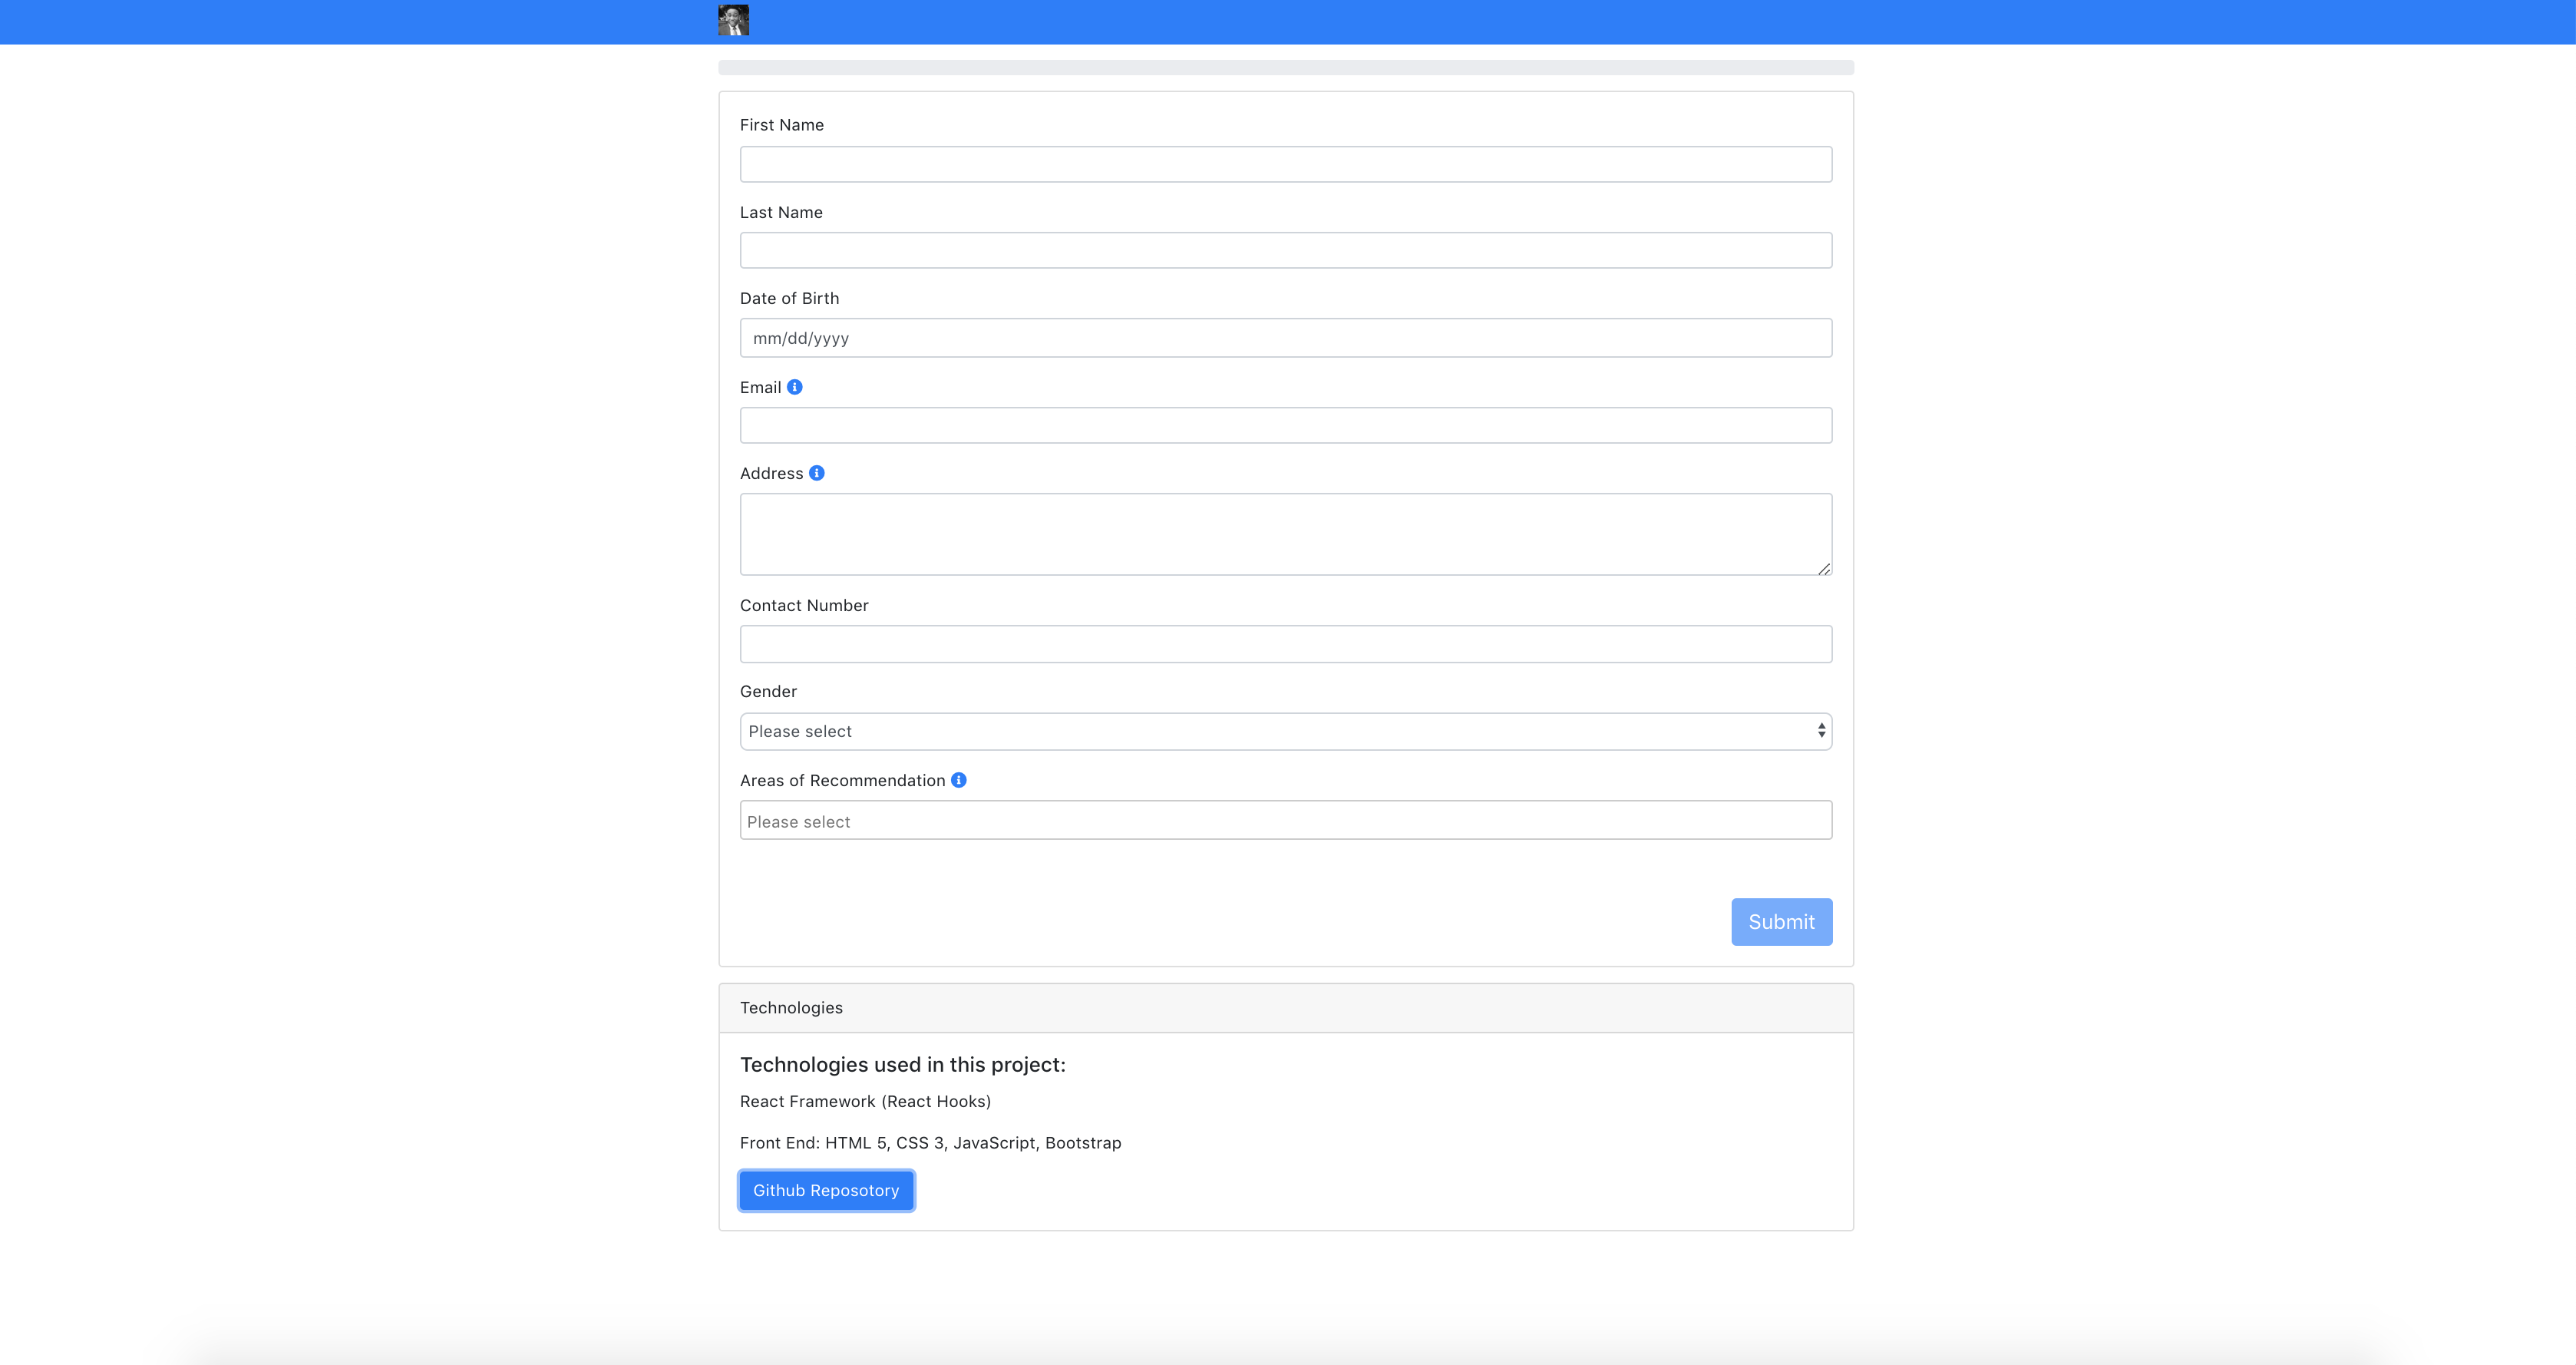 First Name
Last Name
Date of Birth
mm/dd/yyyy
Email
Address
Contact Number
Gender
Please select
Areas of Recommendation
Please select
Submit
Technologies
Technologies used in this project:
React Framework (React Hooks)
Front End: HTML 5, CSS 3, JavaScript, Bootstrap
Github Reposotory